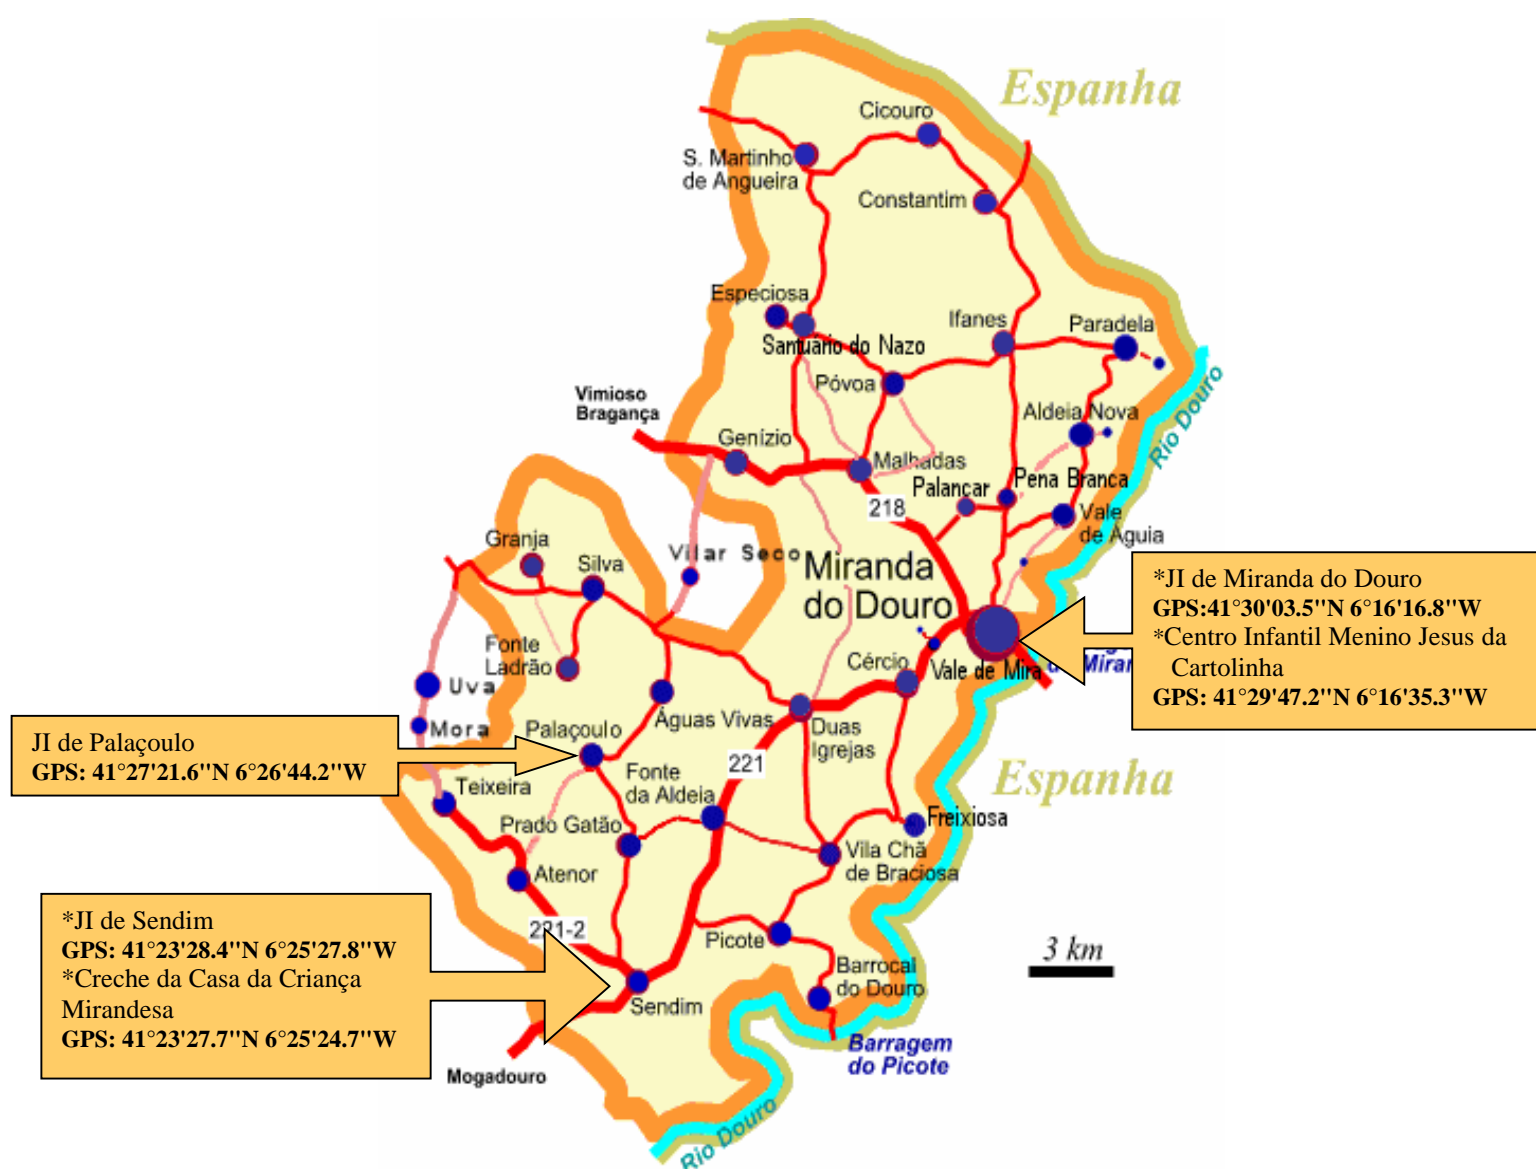 Espanha
Cicouro
S. Martinho
de Angueira
Constantim
Especiosa
Santuário do Nazo
Ifanes
Paradela
Póvoa
Rio Douro
Vimioso
Bragança
Aldeia Nova
Genízio
Malhadas
Palancar
Pena Branca
218
Vale
de Aguia
Granja
Silva
Vilar Seco
Miranda
do Douro
*JI de Miranda do Douro
GPS:41°30'03.5"N 6°16'16.8"W
*Centro Infantil Menino Jesus da
Cartolinha
GPS: 41°29'47.2"N 6°16'35.3"W
Fonte
Ladrão
Cércio
Vale de Mira
Uva
Mora
Palaçoulo
Águas Vivas
Duas
Igrejas
JI de Palaçoulo
GPS: 41°27'21.6"N 6°26'44.2"W
221
Espanha
Teixeira
Fonte
da Aldeia
Prado Gatão
Freixiosa
Vila Chã
de Braciosa
Atenor
*JI de Sendim
GPS: 41°23'28.4"N 6°25'27.8"W
*Creche da Casa da Criança
Mirandesa
GPS: 41°23'27.7"N 6°25'24.7"W
221-2
Picote
3 km
Barrocal
do Douro
Sendim
Barragem
do Picote
Mogadouro
Rio Douro